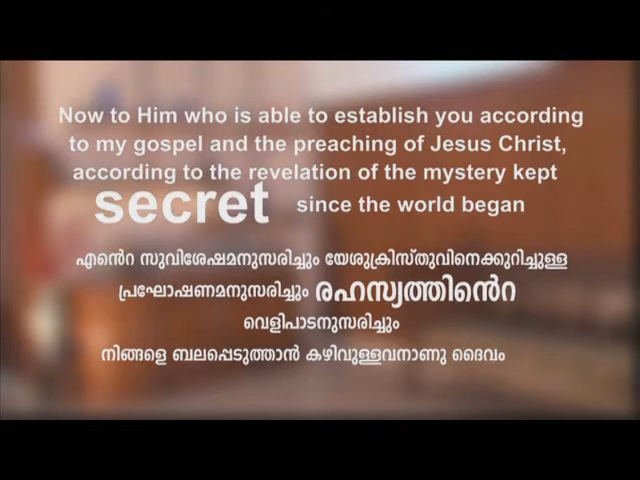 Now to Him who is able to establish you according
to my gospel and the preaching of Jesus Christ,
according to the revelation of the mystery kept
secret since the world began
എൻെറ സുവിശേഷമനുസരിച്ചും യേശുക്രിസ്തുവിനെക്കുറിച്ചുള്ള
പ്രഘോഷണമനുസരിച്ചും രഹസ്യത്തിൻെറ
വെളിപാടനുസരിച്ചും
നിങ്ങളെ ബലപ്പെടുത്താൻ കഴിവുള്ളവനാണു ദൈവം